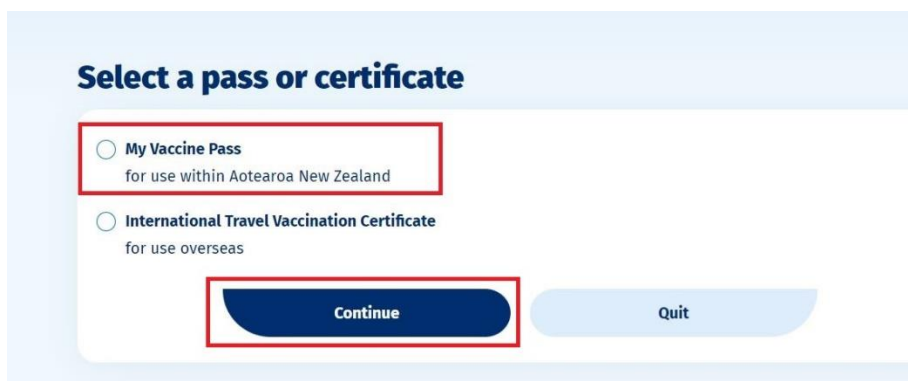 Select a pass or certificate
My Vaccine Pass
for use within Aotearoa New Zealand
International Travel Vaccination Certificate
for use overseas
Continue
Quit